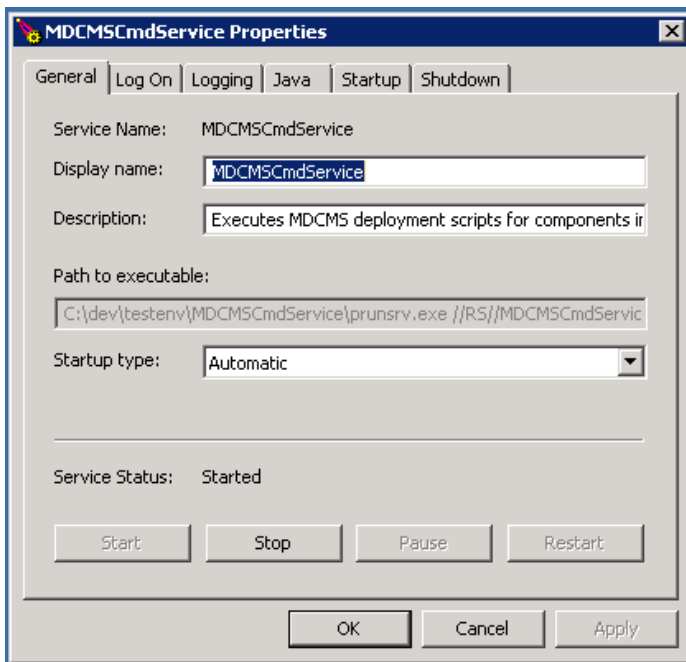 MDCMSCmdService Properties
General Log On Logging Java Startup Shutdown
Service Name: MDCMSCmdService
Display name: MDCMSCmdService
Description: Executes MDCMS deployment scripts for components in
Path to executable:
C:\dev\testenv\MDCMSCmdService\prunsrv.exe //RS//MDCMSCmdServic
Startup type: Automatic
Service Status: Started
Start Stop Pause Restart
OK Cancel Apply